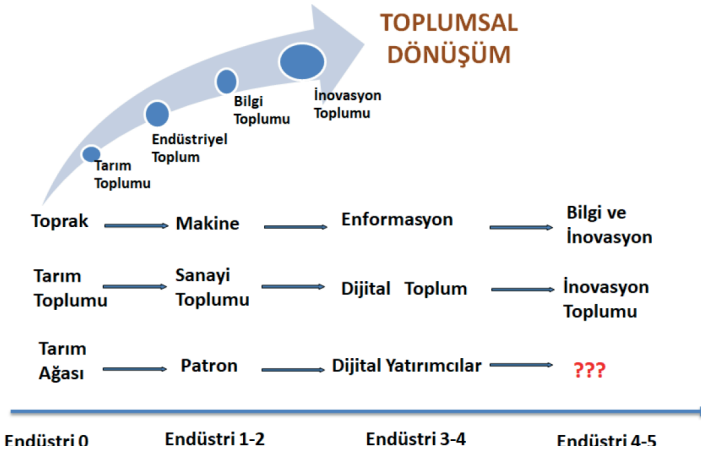 TOPLUMSAL
DÖNÜŞÜM
İnovasyon
Toplumu
Bilgi
Toplumu
Endüstriyel
Toplum
Tarım
Toplumu
Toprak
Makine
Enformasyon
Bilgi ve
İnovasyon
Tarım
Toplumu
Sanayi
Toplumu
Dijital Toplum
İnovasyon
Toplumu
Tarım
Ağası
Patron
Dijital Yatırımcılar
???
Endüstri 0
Endüstri 1-2
Endüstri 3-4
Endüstri 4-5